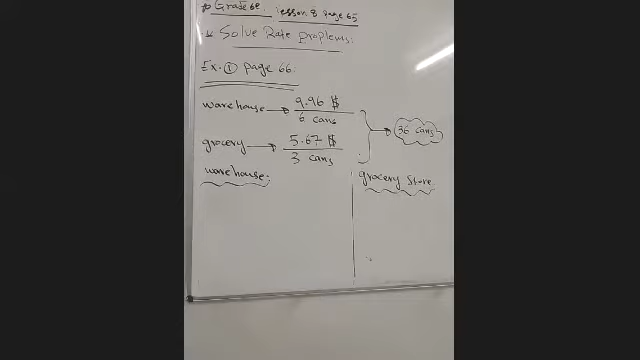 Grade 6e Lesson 8 Page 65
Solve Rate Problems:
Ex. ① page 66.
warehouse → 9.96 $ / 6 cans
36 cans
grocery → 5.67 $ / 3 cans
warehouse.
grocery store